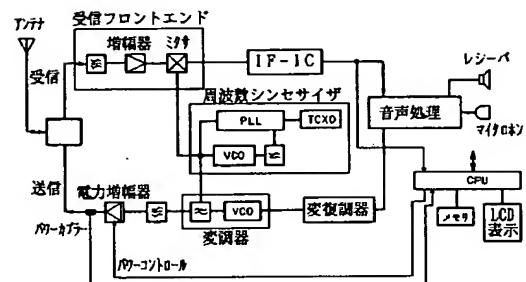 受信フロントエンド
アンテナ
増幅器
ミクサ
受信
IF-IC
レシーバ
周波数シンセサイザ
音声処理
PLL
TCXO
マイクロホン
VCO
送信
電力増幅器
CPU
VCO
変復調器
メモリ
LCD
表示
パワーカプラー
変調器
パワーコントロール